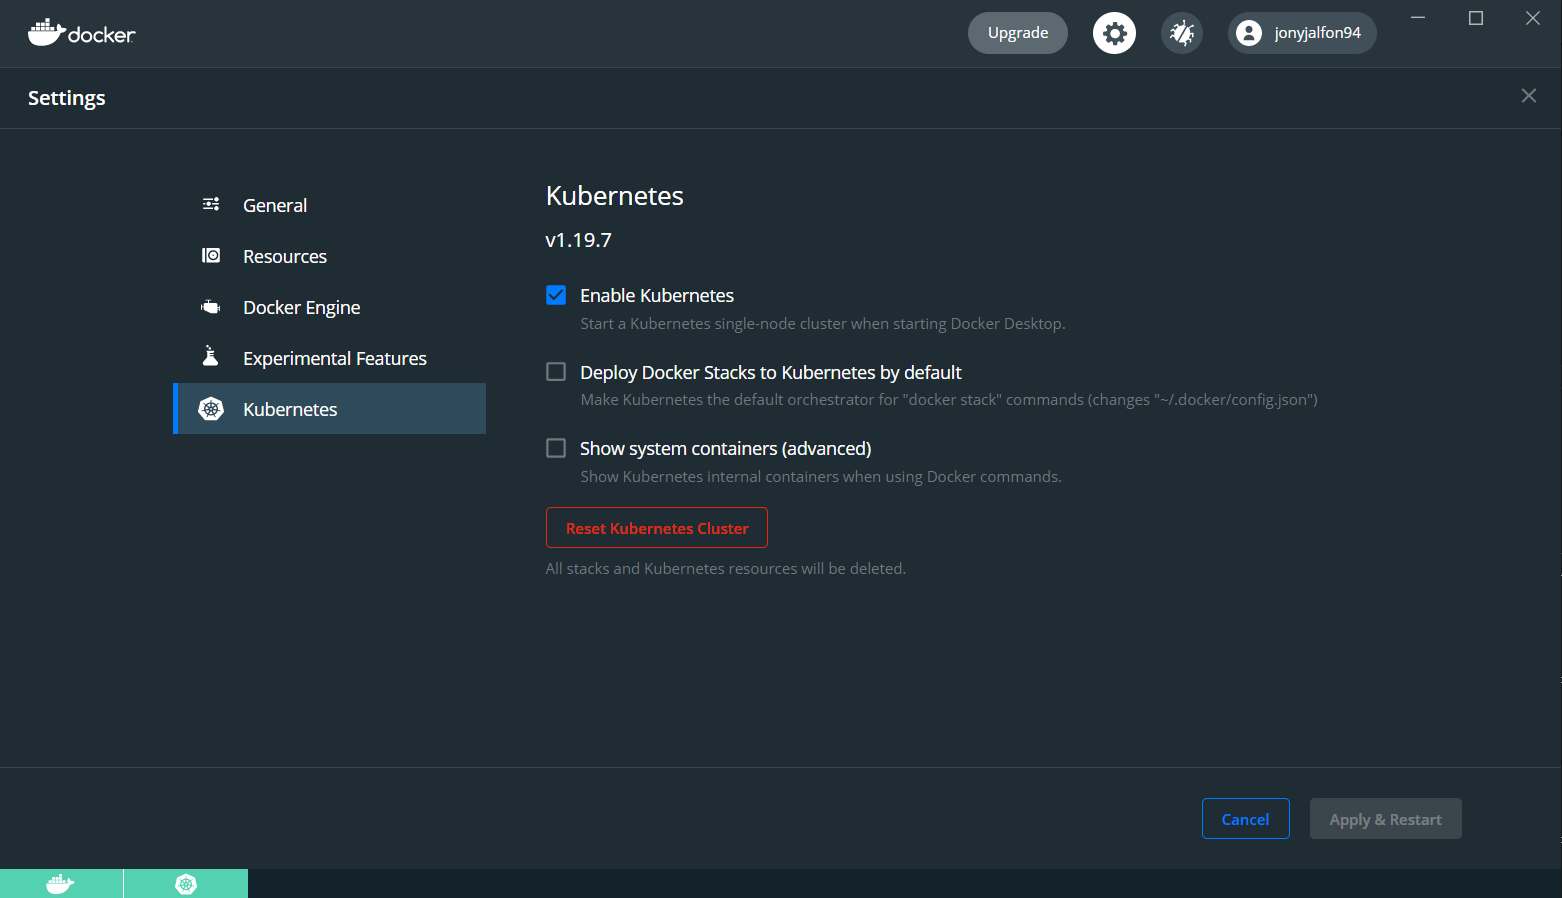 docker
Upgrade
jonyjalfon94
Settings
General
Resources
Docker Engine
Experimental Features
Kubernetes
Kubernetes
v1.19.7
Enable Kubernetes
Start a Kubernetes single-node cluster when starting Docker Desktop.
Deploy Docker Stacks to Kubernetes by default
Make Kubernetes the default orchestrator for "docker stack" commands (changes "~/.docker/config.json")
Show system containers (advanced)
Show Kubernetes internal containers when using Docker commands.
Reset Kubernetes Cluster
All stacks and Kubernetes resources will be deleted.
Cancel
Apply & Restart